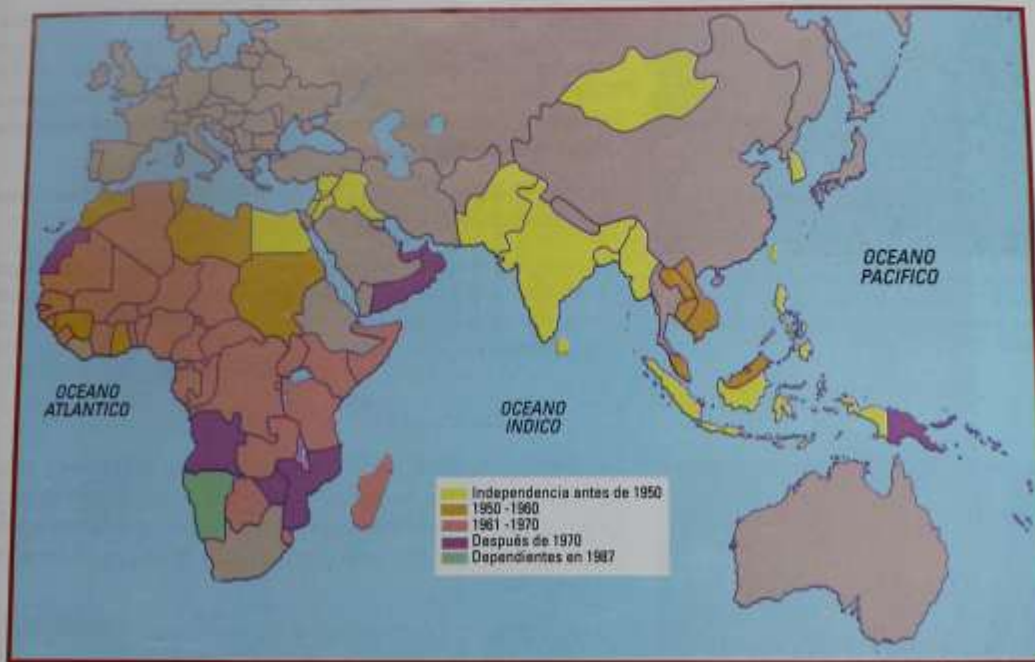 OCEANO
PACIFICO
OCEANO
ATLANTICO
OCEANO
INDICO
Independencia antes de 1950
1950 - 1960
1961 - 1970
Después de 1970
Dependientes en 1987